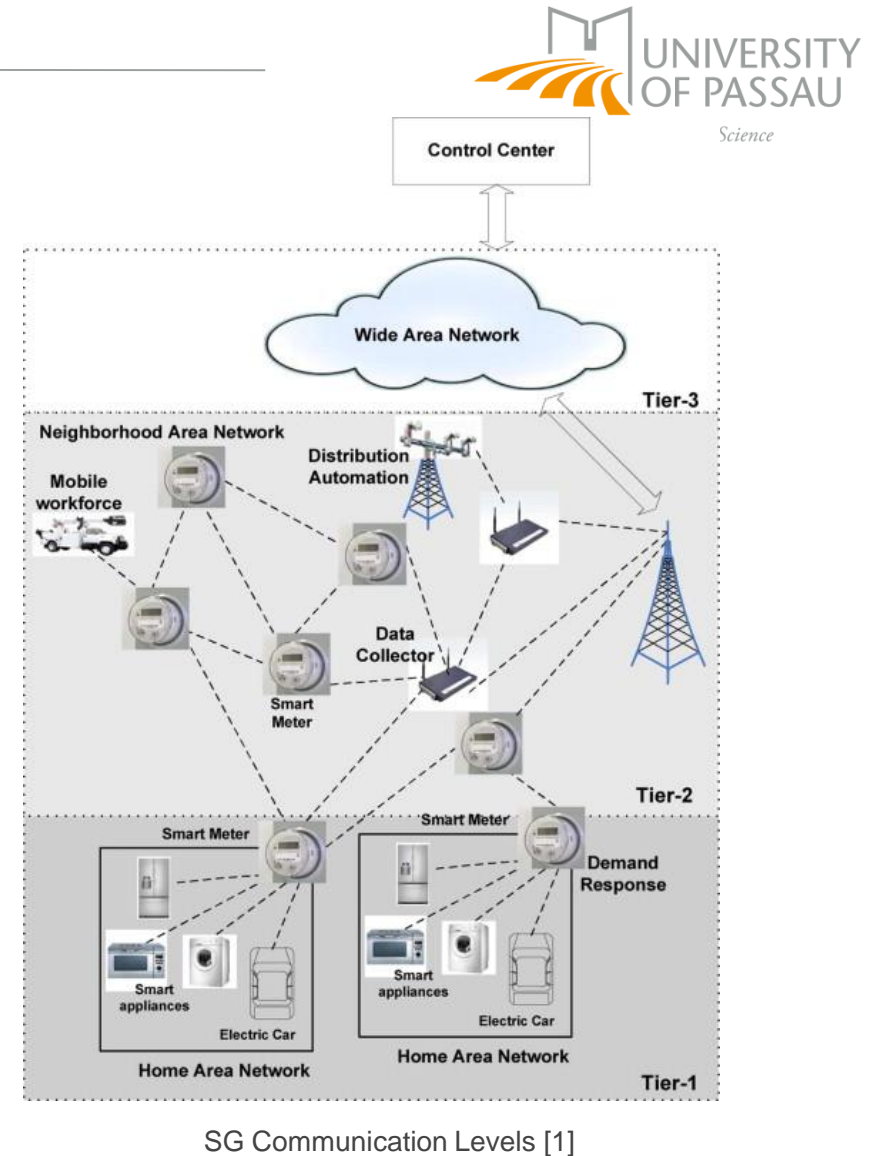 UNIVERSITY
OF PASSAU
Science
Control Center
Wide Area Network
Tier-3
Neighborhood Area Network
Distribution
Automation
Mobile
workforce
Data
Collector
Smart
Meter
Tier-2
Smart Meter
Smart Meter
Demand
Response
Smart
appliances
Smart
appliances
Electric Car
Electric Car
Home Area Network
Home Area Network
Tier-1
SG Communication Levels [1]